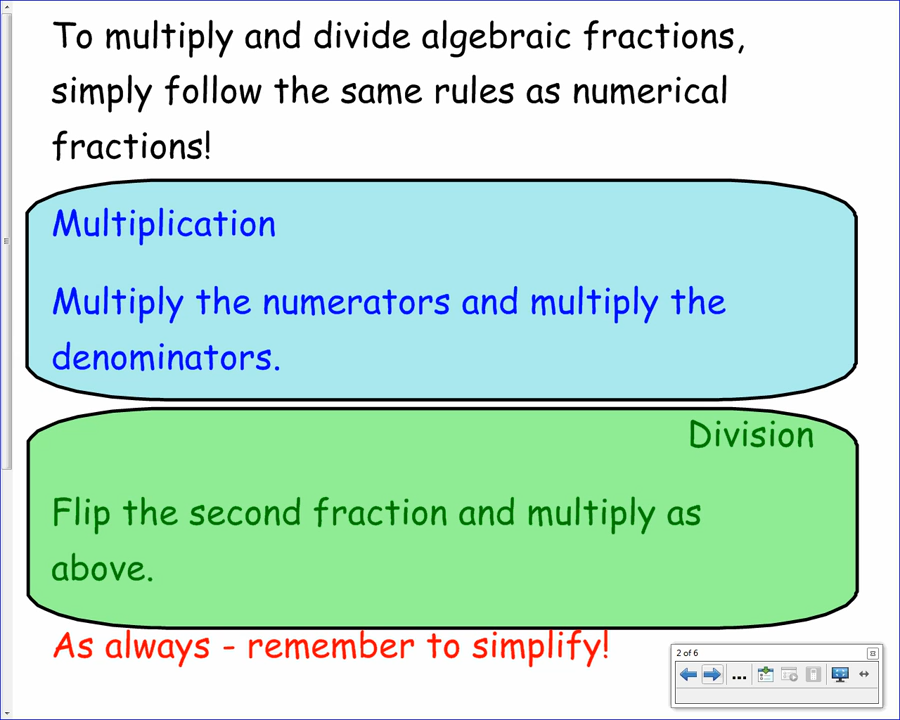 To multiply and divide algebraic fractions,
simply follow the same rules as numerical
fractions!
Multiplication
Multiply the numerators and multiply the
denominators.
Division
Flip the second fraction and multiply as
above.
As always - remember to simplify!
2 of 6